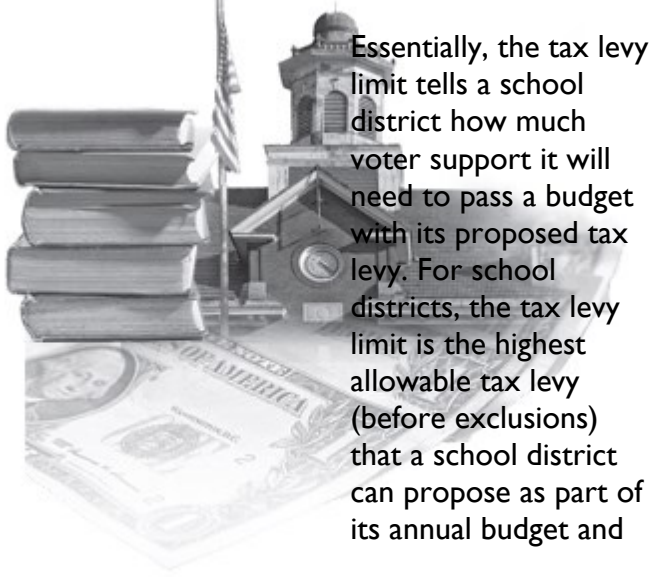 Essentially, the tax levy
limit tells a school
district how much
voter support it will
need to pass a budget
with its proposed tax
levy. For school
districts, the tax levy
limit is the highest
allowable tax levy
(before exclusions)
that a school district
can propose as part of
its annual budget and
OF AMERICA